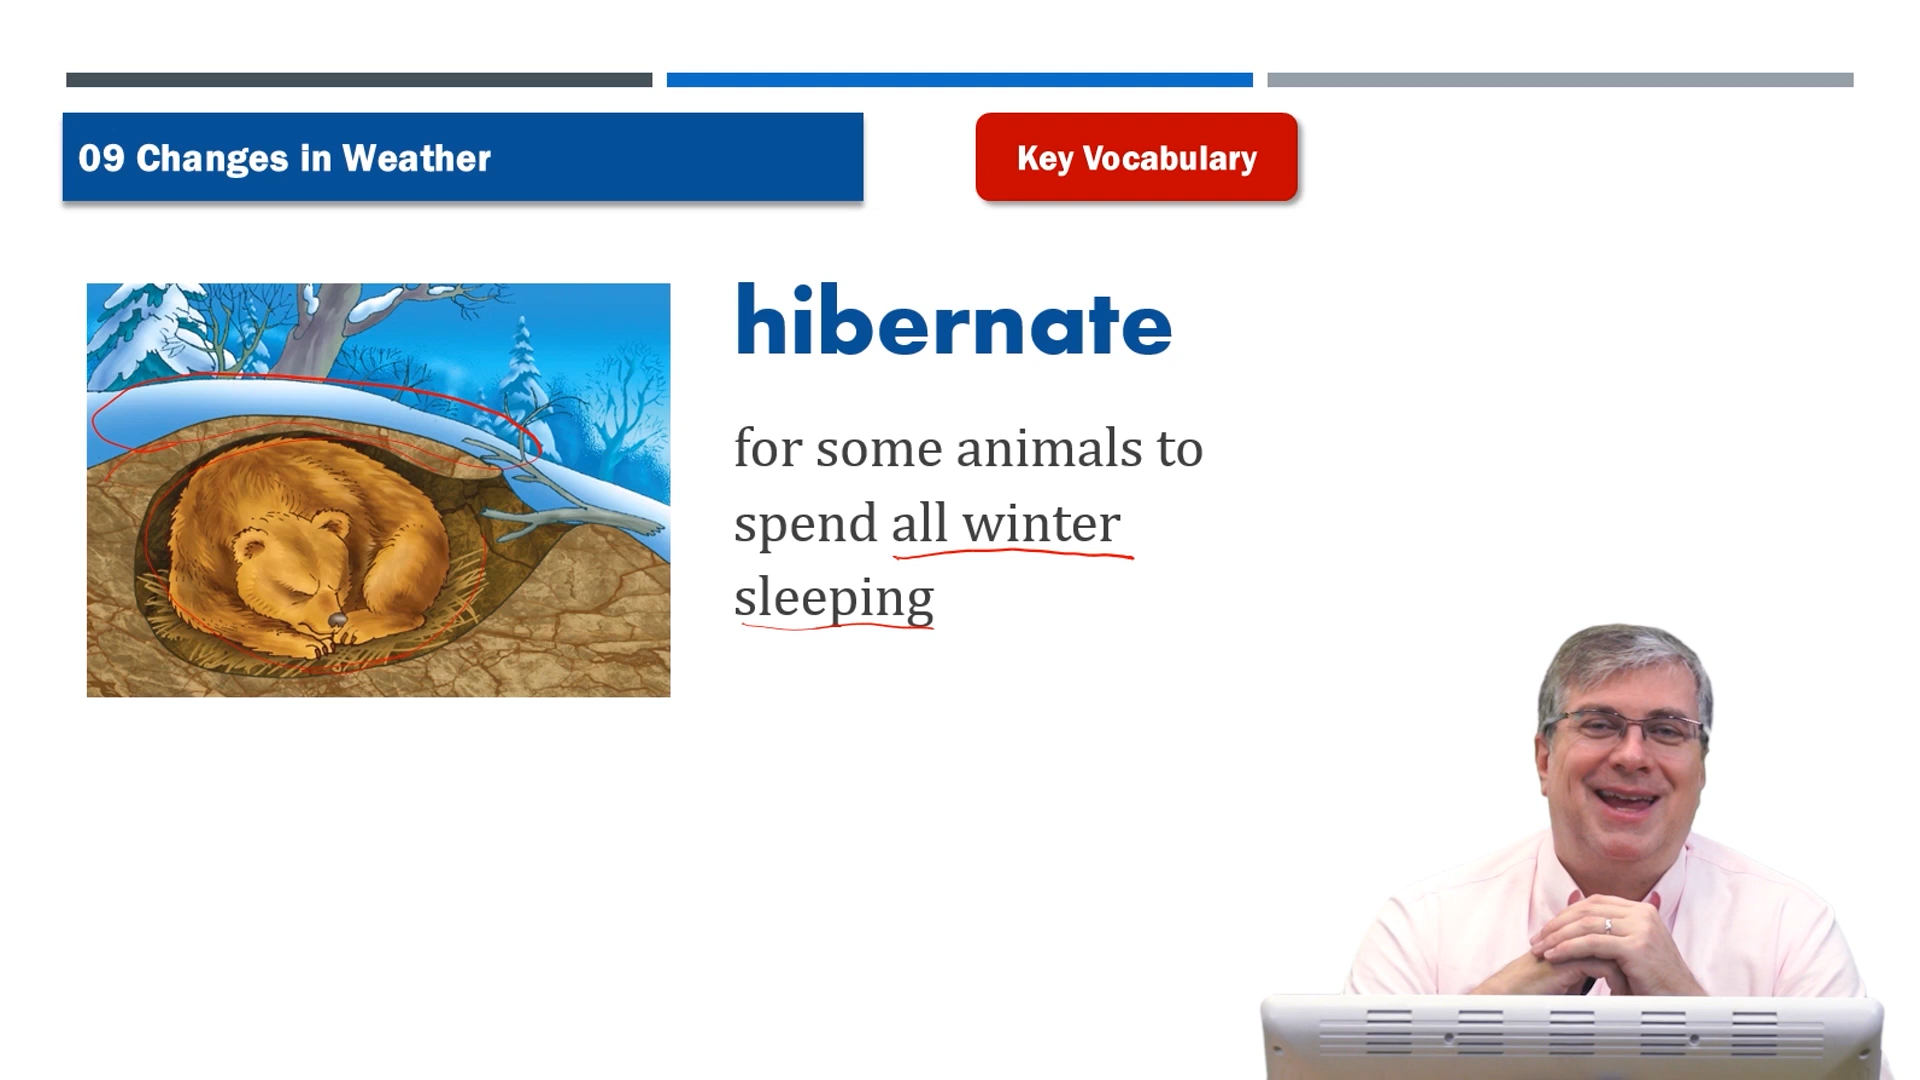 09 Changes in Weather
Key Vocabulary
hibernate
for some animals to
spend all winter
sleeping